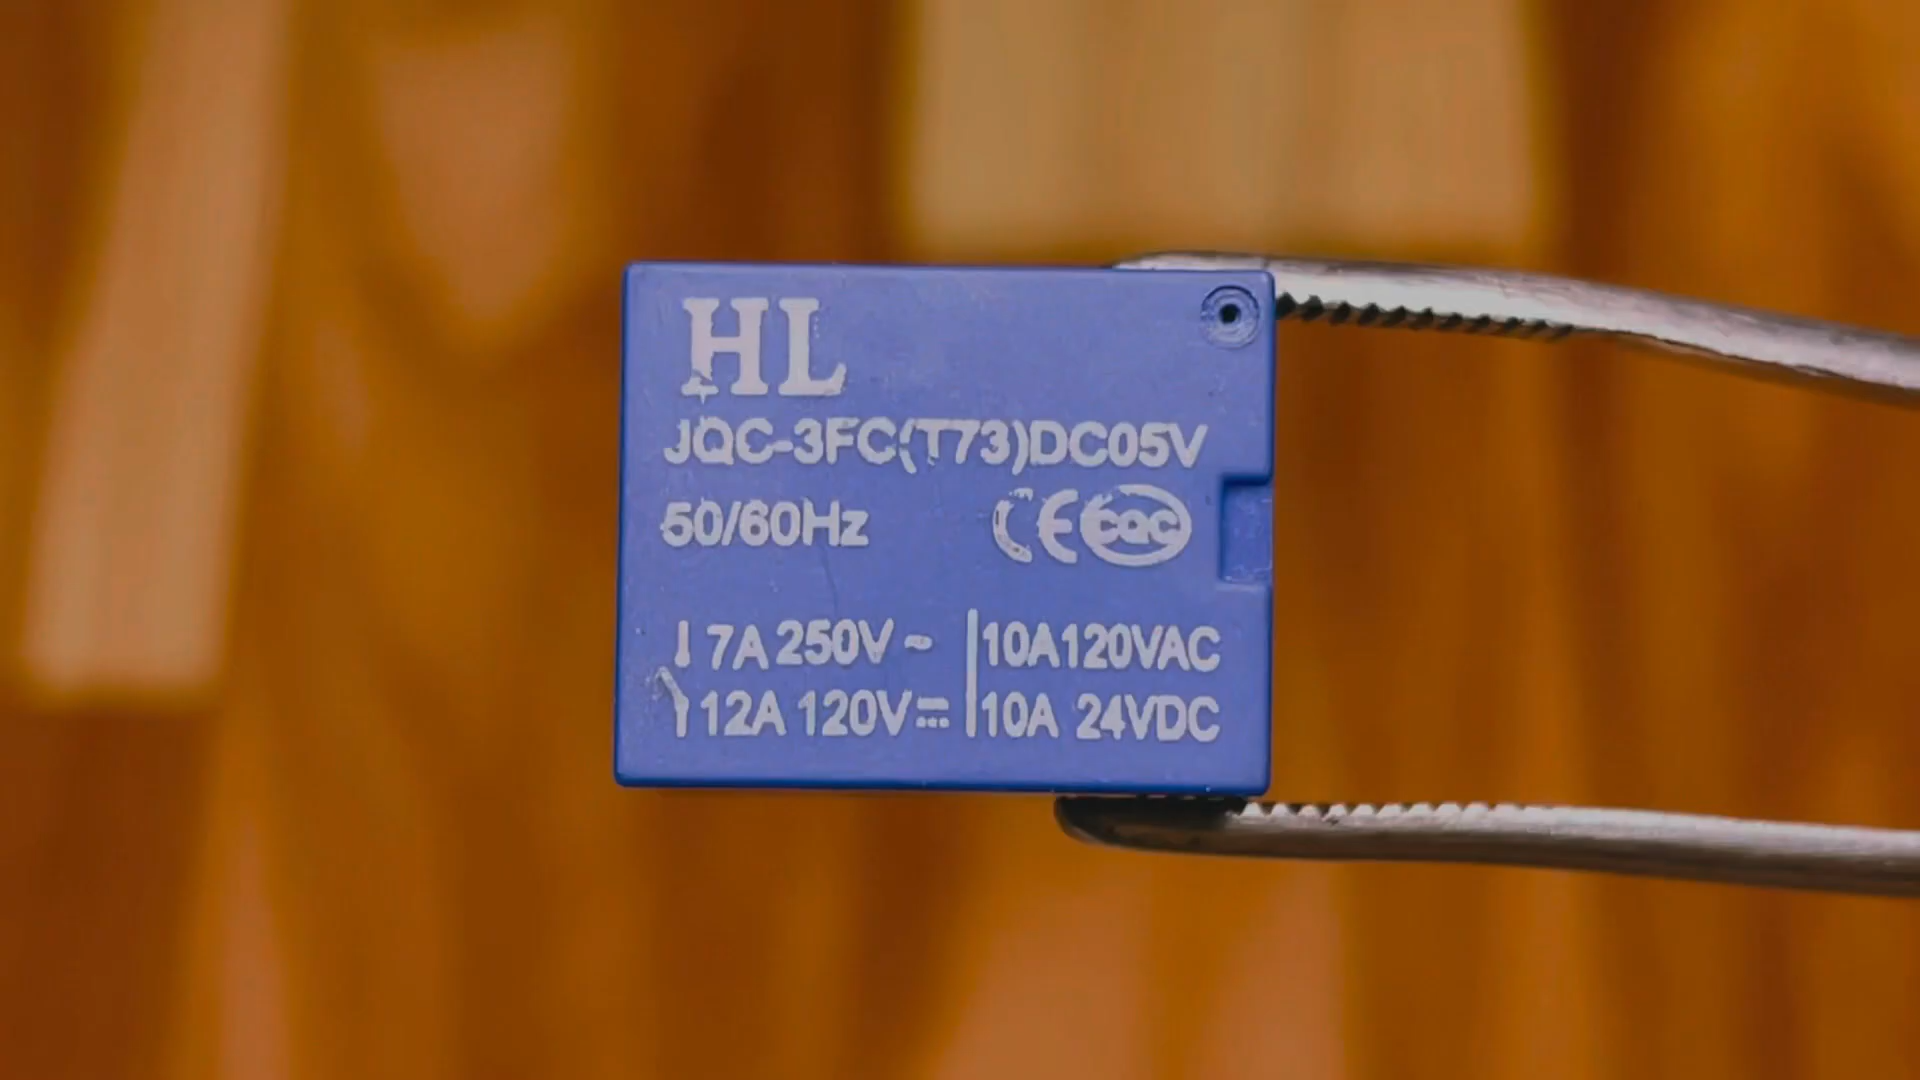 HL
JQC-3FC(T73)DC05V
50/60Hz CE CQC
7A 250V~ 10A120VAC
12A 120V⎓ 10A 24VDC